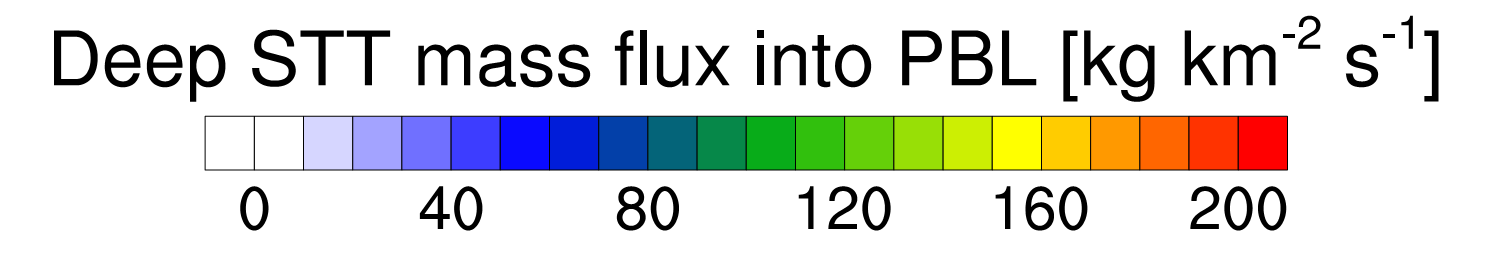 Deep STT mass flux into PBL [kg km⁻² s⁻¹]
0 40 80 120 160 200